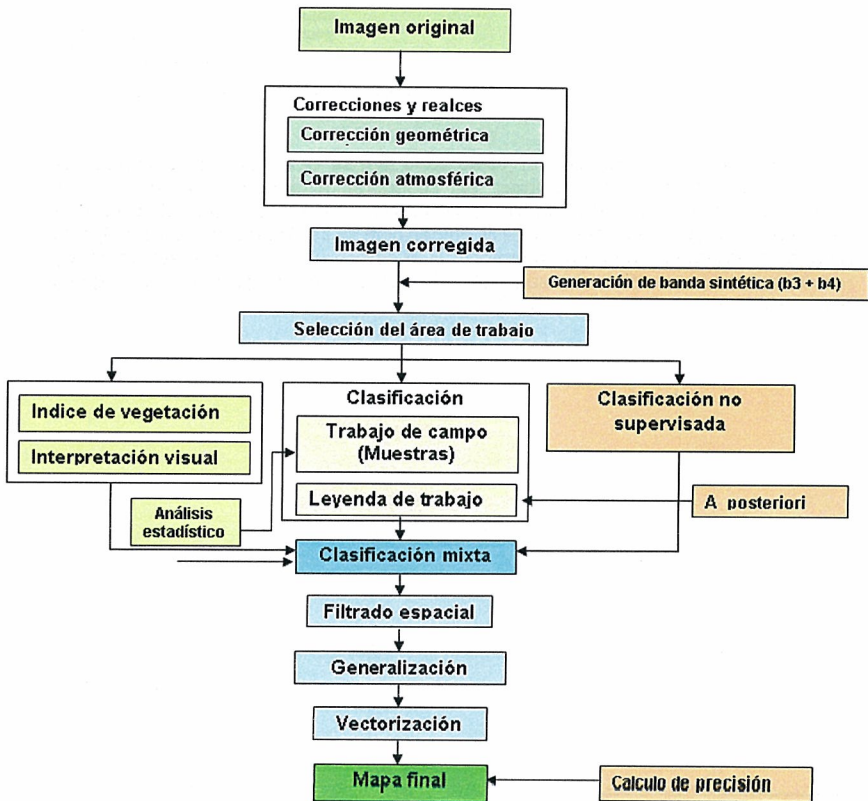 Imagen original
Correcciones y realces
Corrección geométrica
Corrección atmosférica
Imagen corregida
Generación de banda sintética (b3 + b4)
Selección del área de trabajo
Indice de vegetación
Interpretación visual
Clasificación
Trabajo de campo
(Muestras)
Leyenda de trabajo
Clasificación no
supervisada
Análisis
estadístico
A posteriori
Clasificación mixta
Filtrado espacial
Generalización
Vectorización
Mapa final
Calculo de precisión